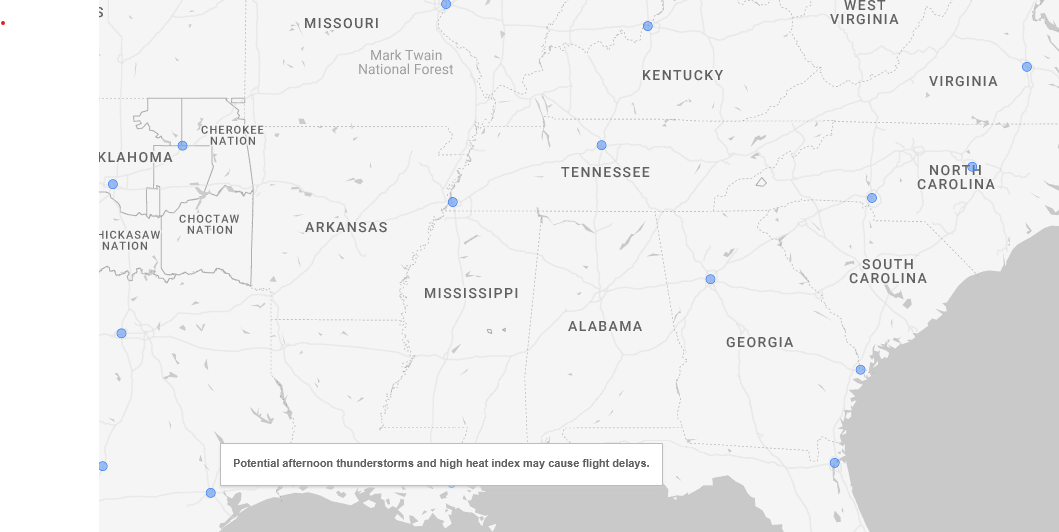 S
MISSOURI
WEST
VIRGINIA
Mark Twain
National Forest
KENTUCKY
VIRGINIA
CHEROKEE
NATION
KLAHOMA
TENNESSEE
NORTH
CAROLINA
CHOCTAW
NATION
ARKANSAS
HICKASAW
NATION
SOUTH
CAROLINA
MISSISSIPPI
ALABAMA
GEORGIA
Potential afternoon thunderstorms and high heat index may cause flight delays.